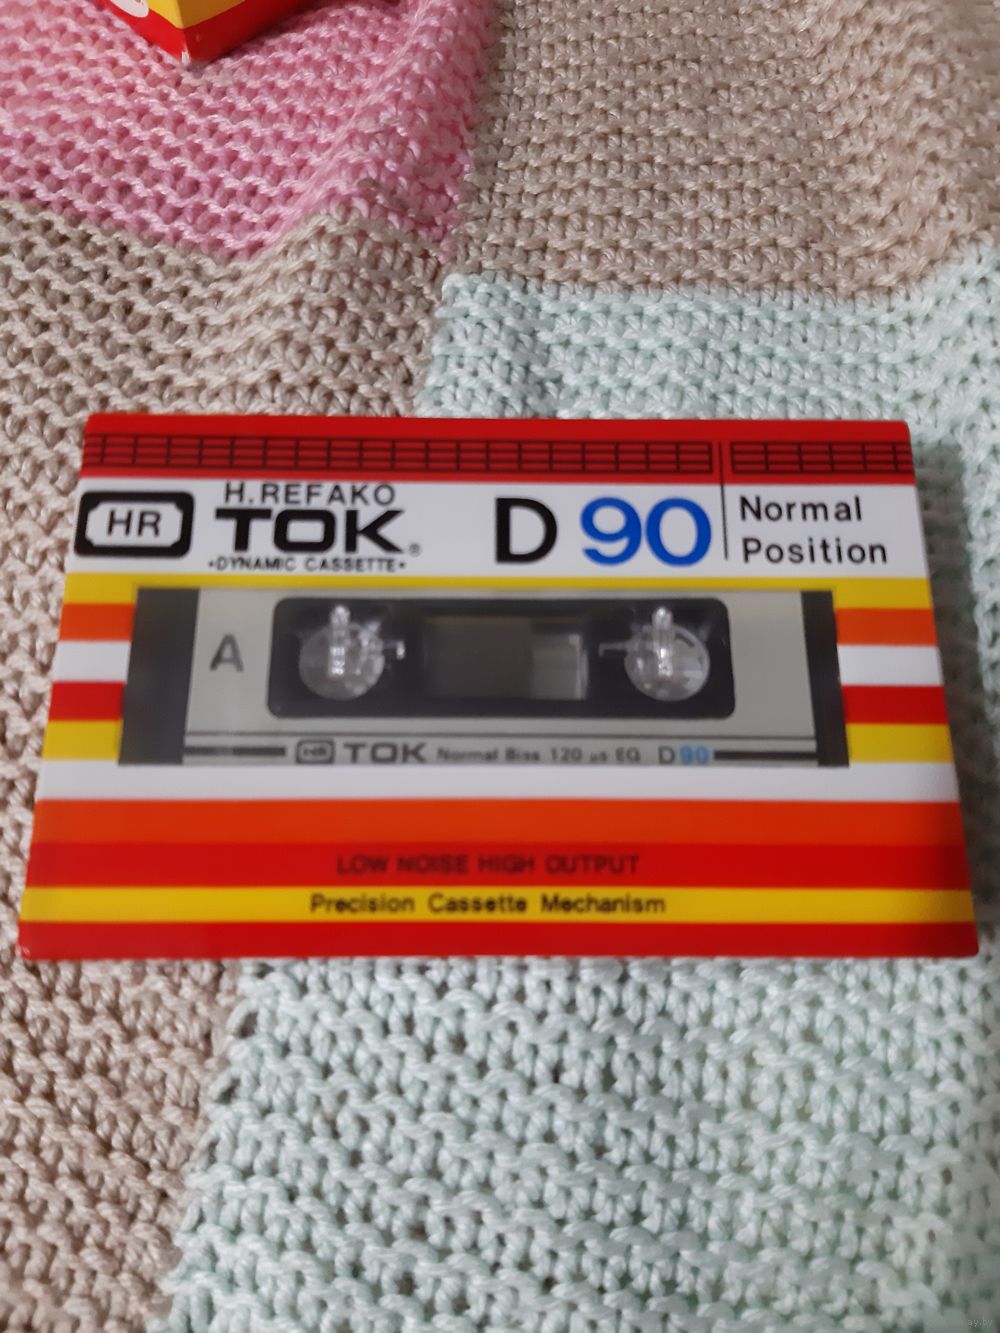 HR
H.REFAKO
TOK®
•DYNAMIC CASSETTE•
D 90
Normal
Position
A
HR TOK Normal Bias 120 µs EQ D90
LOW NOISE HIGH OUTPUT
Precision Cassette Mechanism